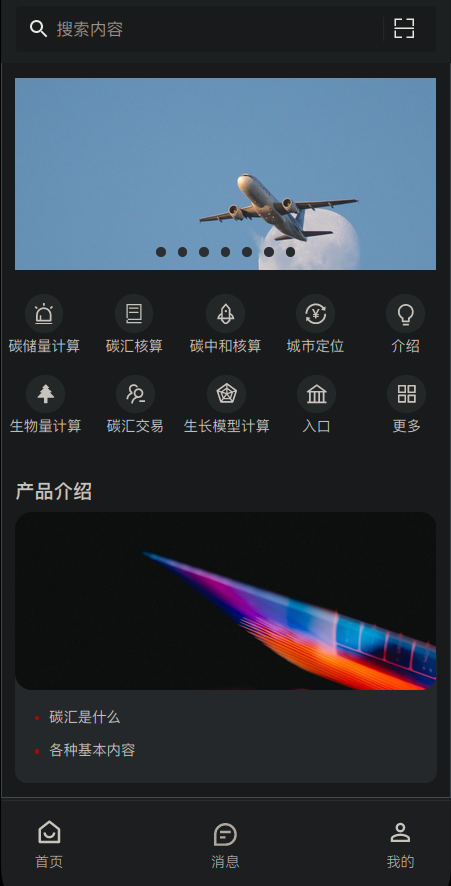 搜索内容
碳储量计算 碳汇核算 碳中和核算 城市定位 介绍
生物量计算 碳汇交易 生长模型计算 入口 更多
产品介绍
碳汇是什么
各种基本内容
首页 消息 我的